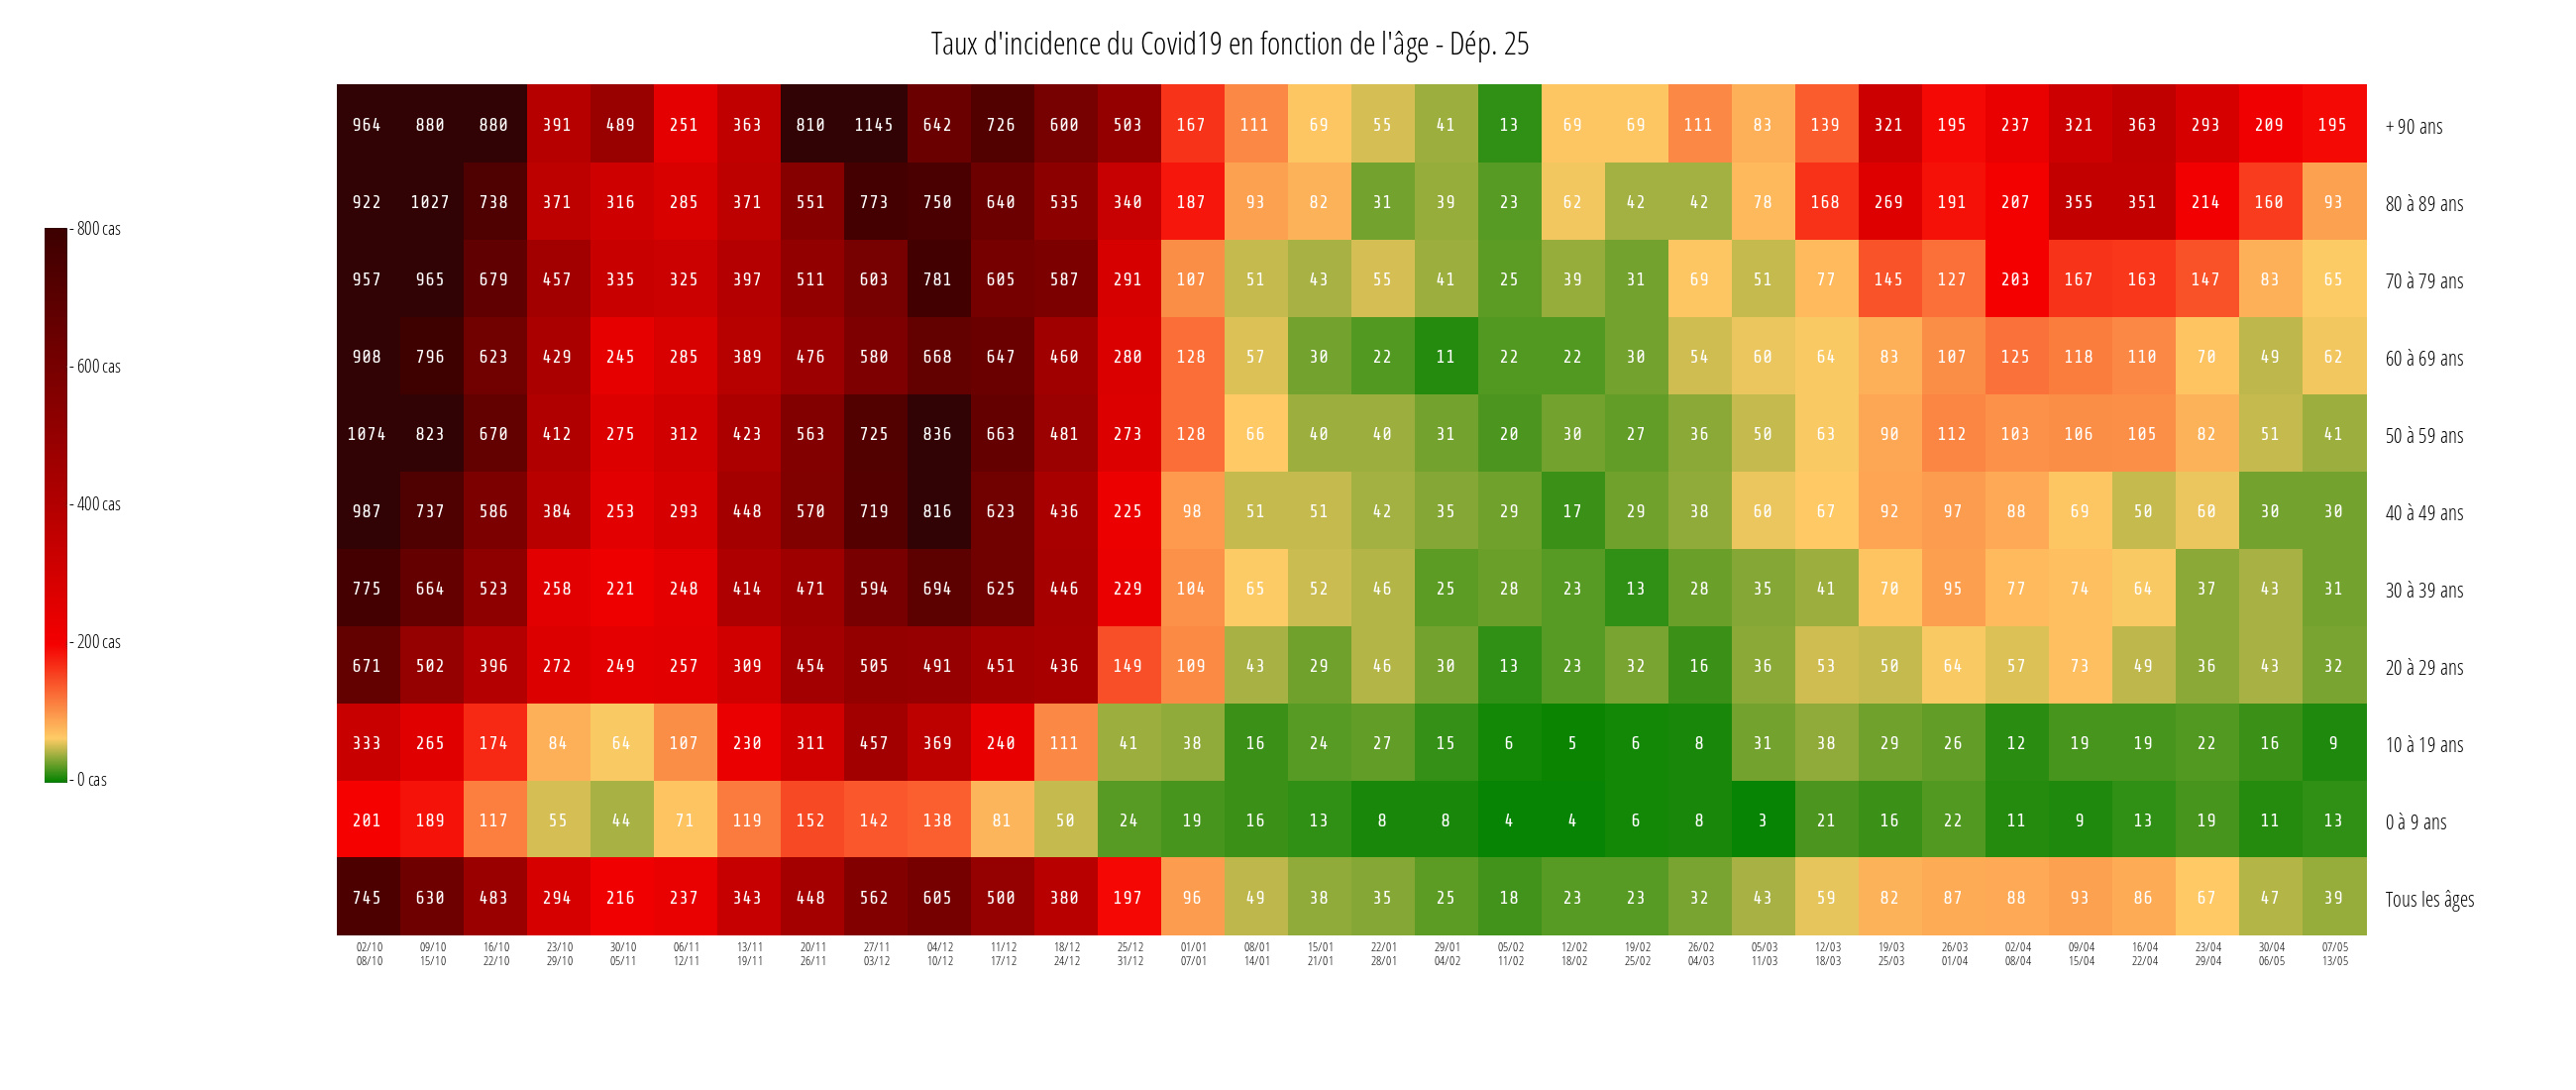 Taux d'incidence du Covid19 en fonction de l'âge - Dép. 25
- 800 cas
- 600 cas
- 400 cas
- 200 cas
- 0 cas
964 880 880 391 489 251 363 810 1145 642 726 600 503 167 111 69 55 41 13 69 69 111 83 139 321 195 237 321 363 293 209 195 + 90 ans
922 1027 738 371 316 285 371 551 773 750 640 535 340 187 93 82 31 39 23 62 42 42 78 168 269 191 207 355 351 214 160 93 80 à 89 ans
957 965 679 457 335 325 397 511 603 781 605 587 291 107 51 43 55 41 25 39 31 69 51 77 145 127 203 167 163 147 83 65 70 à 79 ans
908 796 623 429 245 285 389 476 580 668 647 460 280 128 57 30 22 11 22 22 30 54 60 64 83 107 125 118 110 70 49 62 60 à 69 ans
1074 823 670 412 275 312 423 563 725 836 663 481 273 128 66 40 40 31 20 30 27 36 50 63 90 112 103 106 105 82 51 41 50 à 59 ans
987 737 586 384 253 293 448 570 719 816 623 436 225 98 51 51 42 35 29 17 29 38 60 67 92 97 88 69 50 60 30 30 40 à 49 ans
775 664 523 258 221 248 414 471 594 694 625 446 229 104 65 52 46 25 28 23 13 28 35 41 70 95 77 74 64 37 43 31 30 à 39 ans
671 502 396 272 249 257 309 454 505 491 451 436 149 109 43 29 46 30 13 23 32 16 36 53 50 64 57 73 49 36 43 32 20 à 29 ans
333 265 174 84 64 107 230 311 457 369 240 111 41 38 16 24 27 15 6 5 6 8 31 38 29 26 12 19 19 22 16 9 10 à 19 ans
201 189 117 55 44 71 119 152 142 138 81 50 24 19 16 13 8 8 4 4 6 8 3 21 16 22 11 9 13 19 11 13 0 à 9 ans
745 630 483 294 216 237 343 448 562 605 500 380 197 96 49 38 35 25 18 23 23 32 43 59 82 87 88 93 86 67 47 39 Tous les âges
02/10 09/10 16/10 23/10 30/10 06/11 13/11 20/11 27/11 04/12 11/12 18/12 25/12 01/01 08/01 15/01 22/01 29/01 05/02 12/02 19/02 26/02 05/03 12/03 19/03 26/03 02/04 09/04 16/04 23/04 30/04 07/05
08/10 15/10 22/10 29/10 05/11 12/11 19/11 26/11 03/12 10/12 17/12 24/12 31/12 07/01 14/01 21/01 28/01 04/02 11/02 18/02 25/02 04/03 11/03 18/03 25/03 01/04 08/04 15/04 22/04 29/04 06/05 13/05